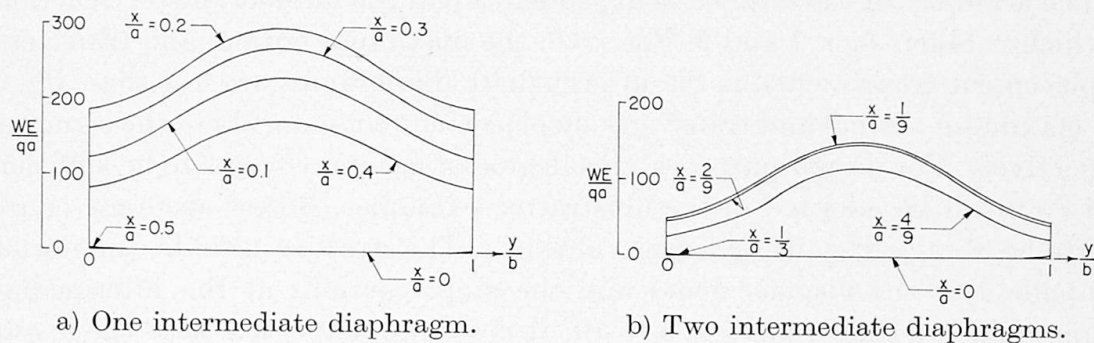 300
x/a = 0.2
x/a = 0.3
200
WE/qa
100
x/a = 0.1
x/a = 0.4
x/a = 0.5
0
0
x/a = 0
1
y/b
a) One intermediate diaphragm.
200
x/a = 1/9
WE/qa
100
x/a = 2/9
x/a = 1/3
x/a = 4/9
0
0
x/a = 0
1
y/b
b) Two intermediate diaphragms.